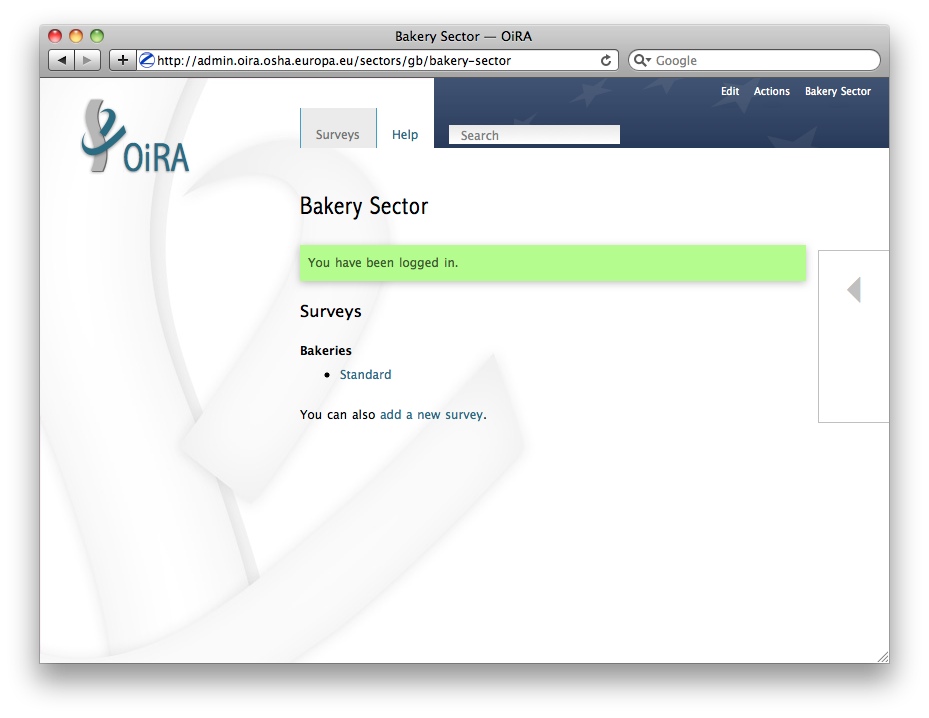 Bakery Sector — OiRA
http://admin.oira.osha.europa.eu/sectors/gb/bakery-sector
Google
Edit Actions Bakery Sector
Surveys Help Search
OiRA
Bakery Sector
You have been logged in.
Surveys
Bakeries
Standard
You can also add a new survey.